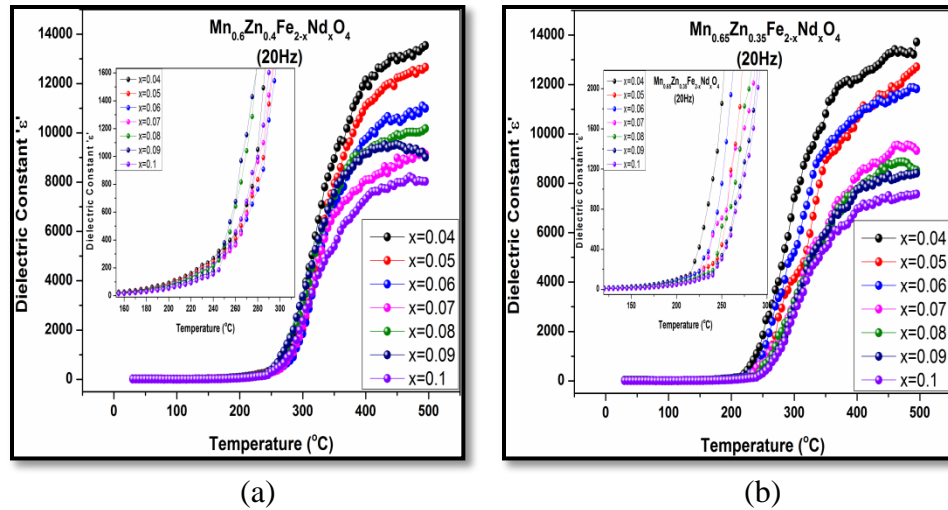 Mn0.6Zn0.4Fe2-xNdxO4
(20Hz)
Dielectric Constant 'ε'
14000
12000
10000
8000
6000
4000
2000
0
0 100 200 300 400 500
Temperature (°C)
x=0.04
x=0.05
x=0.06
x=0.07
x=0.08
x=0.09
x=0.1
Dielectric Constant 'ε'
1600
1400
1200
1000
800
600
400
200
0
160 180 200 220 240 260 280 300
Temperature (°C)
x=0.04
x=0.05
x=0.06
x=0.07
x=0.08
x=0.09
x=0.1
(a)
Mn0.65Zn0.35Fe2-xNdxO4
(20Hz)
Dielectric Constant 'ε'
14000
12000
10000
8000
6000
4000
2000
0
0 100 200 300 400 500
Temperature (°C)
x=0.04
x=0.05
x=0.06
x=0.07
x=0.08
x=0.09
x=0.1
Mn0.65Zn0.35Fe2-xNdxO4
(20Hz)
Dielectric Constant 'ε'
2000
1600
1200
800
400
0
150 200 250 300
Temperature (°C)
x=0.04
x=0.05
x=0.06
x=0.07
x=0.08
x=0.09
x=0.1
(b)